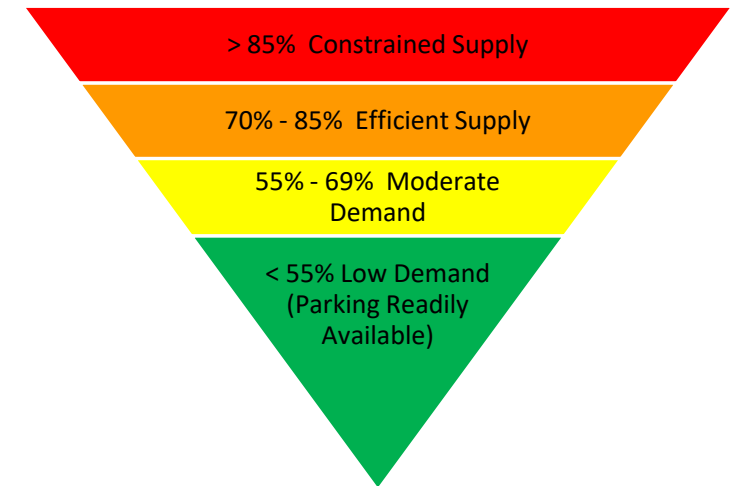 > 85%  Constrained Supply
70% - 85%  Efficient Supply
55% - 69%  Moderate
Demand
< 55% Low Demand
(Parking Readily
Available)